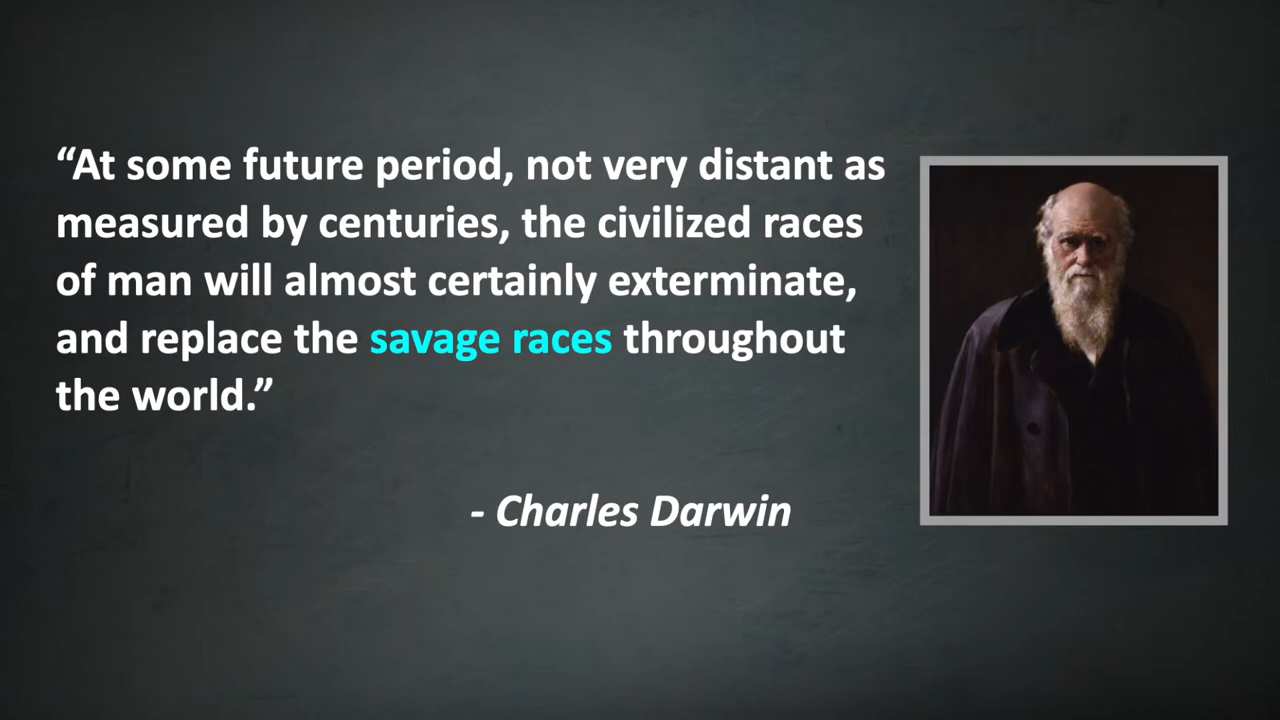 “At some future period, not very distant as
measured by centuries, the civilized races
of man will almost certainly exterminate,
and replace the savage races throughout
the world.”
- Charles Darwin